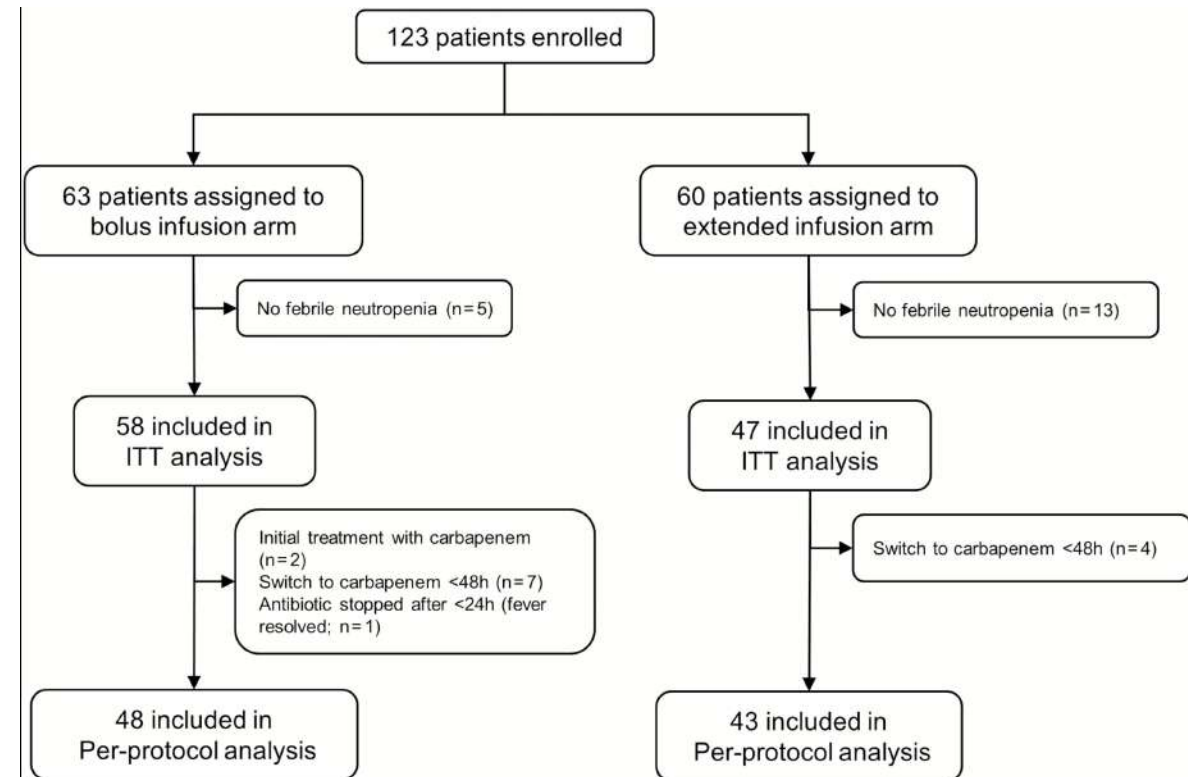 123 patients enrolled
63 patients assigned to
bolus infusion arm
60 patients assigned to
extended infusion arm
No febrile neutropenia (n=5)
No febrile neutropenia (n=13)
58 included in
ITT analysis
47 included in
ITT analysis
Initial treatment with carbapenem
(n=2)
Switch to carbapenem <48h (n=7)
Antibiotic stopped after <24h (fever
resolved; n=1)
Switch to carbapenem <48h (n=4)
48 included in
Per-protocol analysis
43 included in
Per-protocol analysis